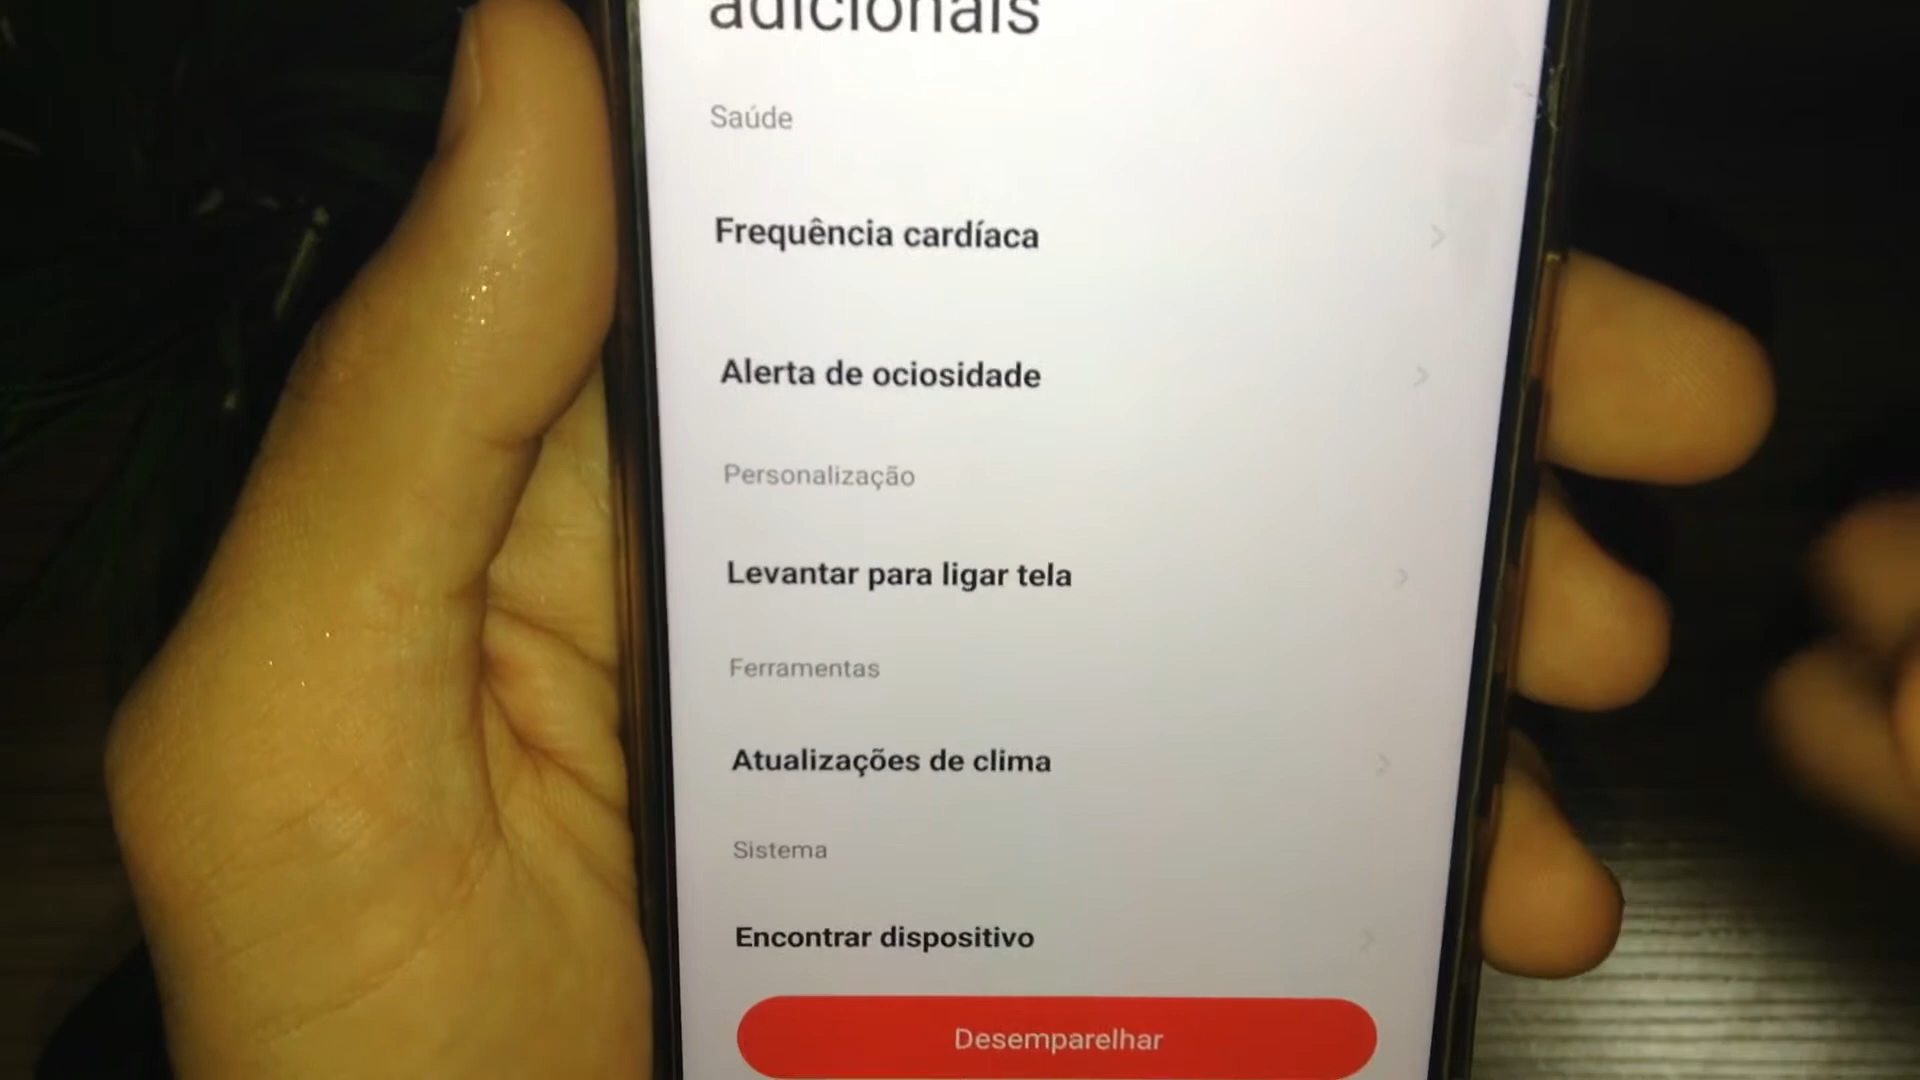 adicionais
Saúde
Frequência cardíaca
Alerta de ociosidade
Personalização
Levantar para ligar tela
Ferramentas
Atualizações de clima
Sistema
Encontrar dispositivo
Desemparelhar